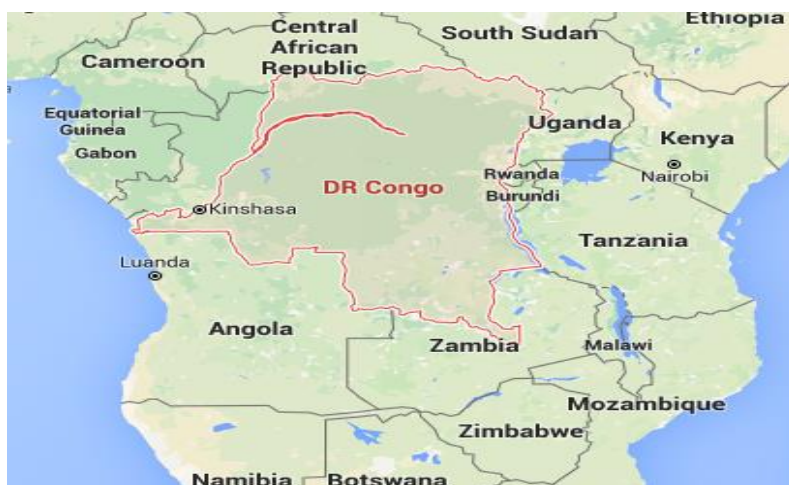 Ethiopia
Central
African
Republic
South Sudan
Cameroon
Equatorial
Guinea
Gabon
Uganda
Kenya
Nairobi
Rwanda
Burundi
DR Congo
Kinshasa
Tanzania
Luanda
Angola
Zambia
Malawi
Mozambique
Zimbabwe
Namibia
Botswana